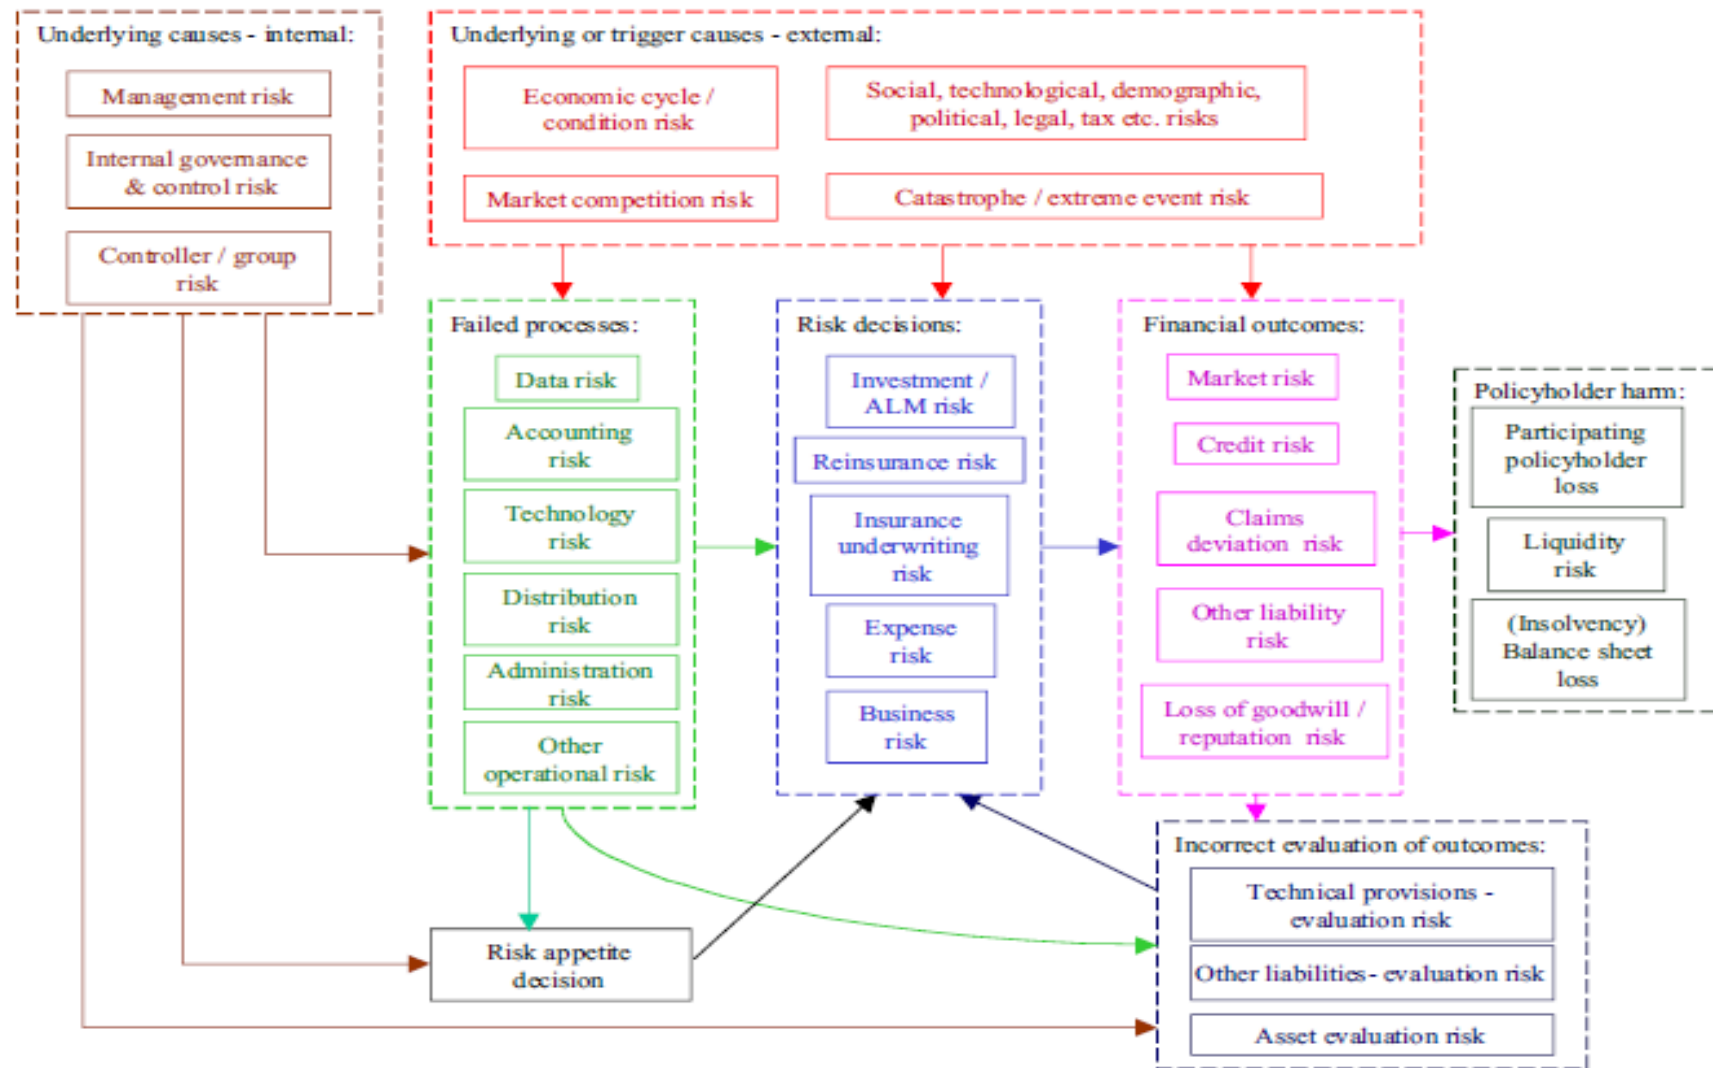 Underlying causes - internal:
Management risk
Internal governance
& control risk
Controller / group
risk
Underlying or trigger causes - external:
Economic cycle /
condition risk
Social, technological, demographic,
political, legal, tax etc. risks
Market competition risk
Catastrophe / extreme event risk
Failed processes:
Data risk
Accounting
risk
Technology
risk
Distribution
risk
Administration
risk
Other
operational risk
Risk decisions:
Investment /
ALM risk
Reinsurance risk
Insurance
underwriting
risk
Expense
risk
Business
risk
Financial outcomes:
Market risk
Credit risk
Claims
deviation risk
Other liability
risk
Loss of goodwill /
reputation risk
Policyholder harm:
Participating
policyholder
loss
Liquidity
risk
(Insolvency)
Balance sheet
loss
Risk appetite
decision
Incorrect evaluation of outcomes:
Technical provisions -
evaluation risk
Other liabilities- evaluation risk
Asset evaluation risk